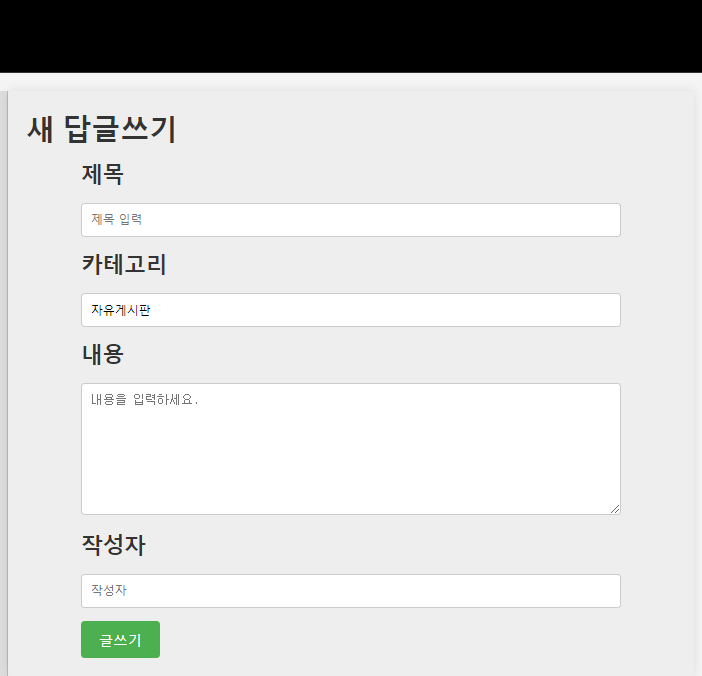 새 답글쓰기
제목
제목 입력
카테고리
자유게시판
내용
내용을 입력하세요.
작성자
작성자
글쓰기